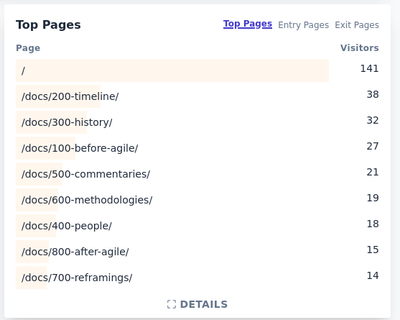 Top Pages
Top Pages Entry Pages Exit Pages
Page Visitors
/ 141
/docs/200-timeline/ 38
/docs/300-history/ 32
/docs/100-before-agile/ 27
/docs/500-commentaries/ 21
/docs/600-methodologies/ 19
/docs/400-people/ 18
/docs/800-after-agile/ 15
/docs/700-reframings/ 14
DETAILS